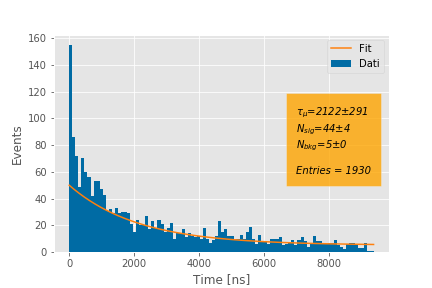 160
140
120
100
80
60
40
20
0
Events
0
2000
4000
6000
8000
Time [ns]
Fit
Dati
τμ=2122±291
Nsig=44±4
Nbkg=5±0
Entries = 1930